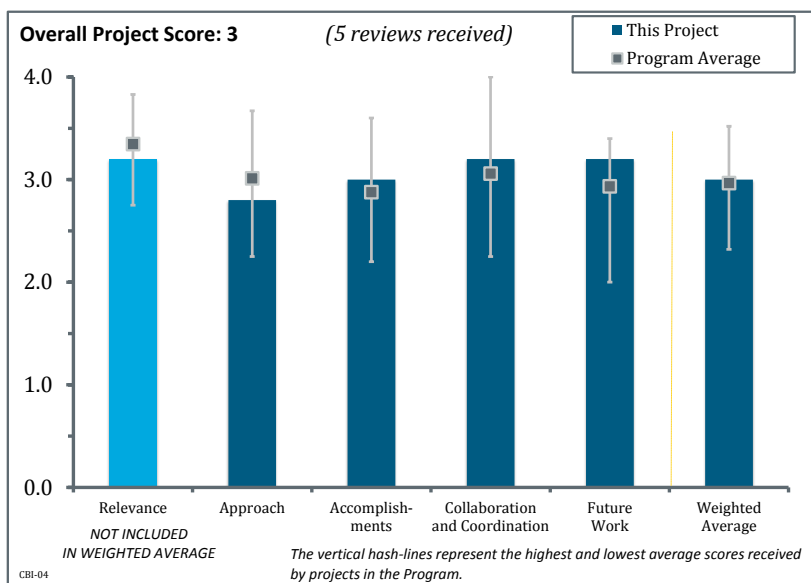 Overall Project Score: 3 (5 reviews received)
This Project
Program Average
4.0
3.0
2.0
1.0
0.0
Relevance
Approach
Accomplish-
ments
Collaboration
and Coordination
Future
Work
Weighted
Average
NOT INCLUDED
IN WEIGHTED AVERAGE
The vertical hash-lines represent the highest and lowest average scores received
by projects in the Program.
CBI-04